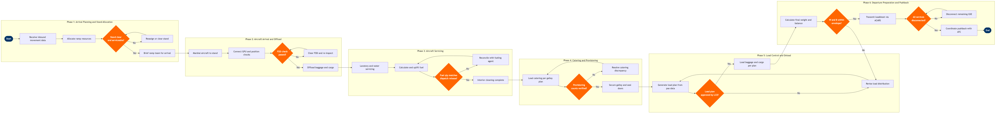 Phase 1: Arrival Planning and Stand Allocation
Start
Receive inbound
movement data
Allocate ramp resources
Stand clear
and serviceable?
No
Reassign or clear stand
Yes
Brief ramp team for arrival
Phase 2: Aircraft Arrival and Offload
Marshal aircraft to stand
Connect GPU and position
chocks
FOD check
passed?
No
Clear FOD and re-inspect
Yes
Offload baggage and cargo
Phase 3: Aircraft Servicing
Lavatory and water
servicing
Calculate and uplift fuel
Fuel qty matches
dispatch release?
No
Reconcile with fueling
agent
Yes
Interior cleaning complete
Phase 4: Catering and Provisioning
Load catering per galley
plan
Provisioning
counts verified?
No
Resolve catering
discrepancy
Yes
Secure galley and seal
doors
Phase 5: Load Control and Onload
Generate load plan from
pax data
Load plan
approved by LCO?
Yes
Load baggage and cargo
per plan
No
Revise load distribution
Phase 6: Departure Preparation and Pushback
Calculate final weight and
balance
W and B within
envelope?
No
Yes
Transmit loadsheet via
ACARS
All services
disconnected?
No
Disconnect remaining GSE
Yes
Coordinate pushback with
ATC
End